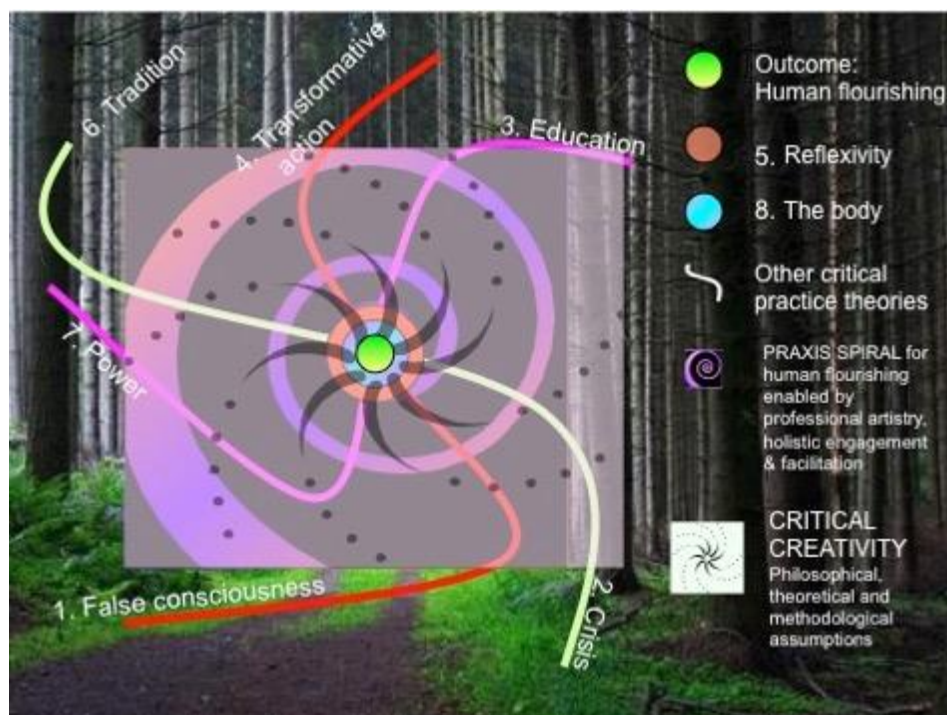 6. Tradition
4. Transformative
action
3. Education
7. Power
1. False consciousness
2. Crisis
Outcome:
Human flourishing
5. Reflexivity
8. The body
Other critical
practice theories
PRAXIS SPIRAL for
human flourishing
enabled by
professional artistry,
holistic engagement
& facilitation
CRITICAL
CREATIVITY
Philosophical,
theoretical and
methodological
assumptions